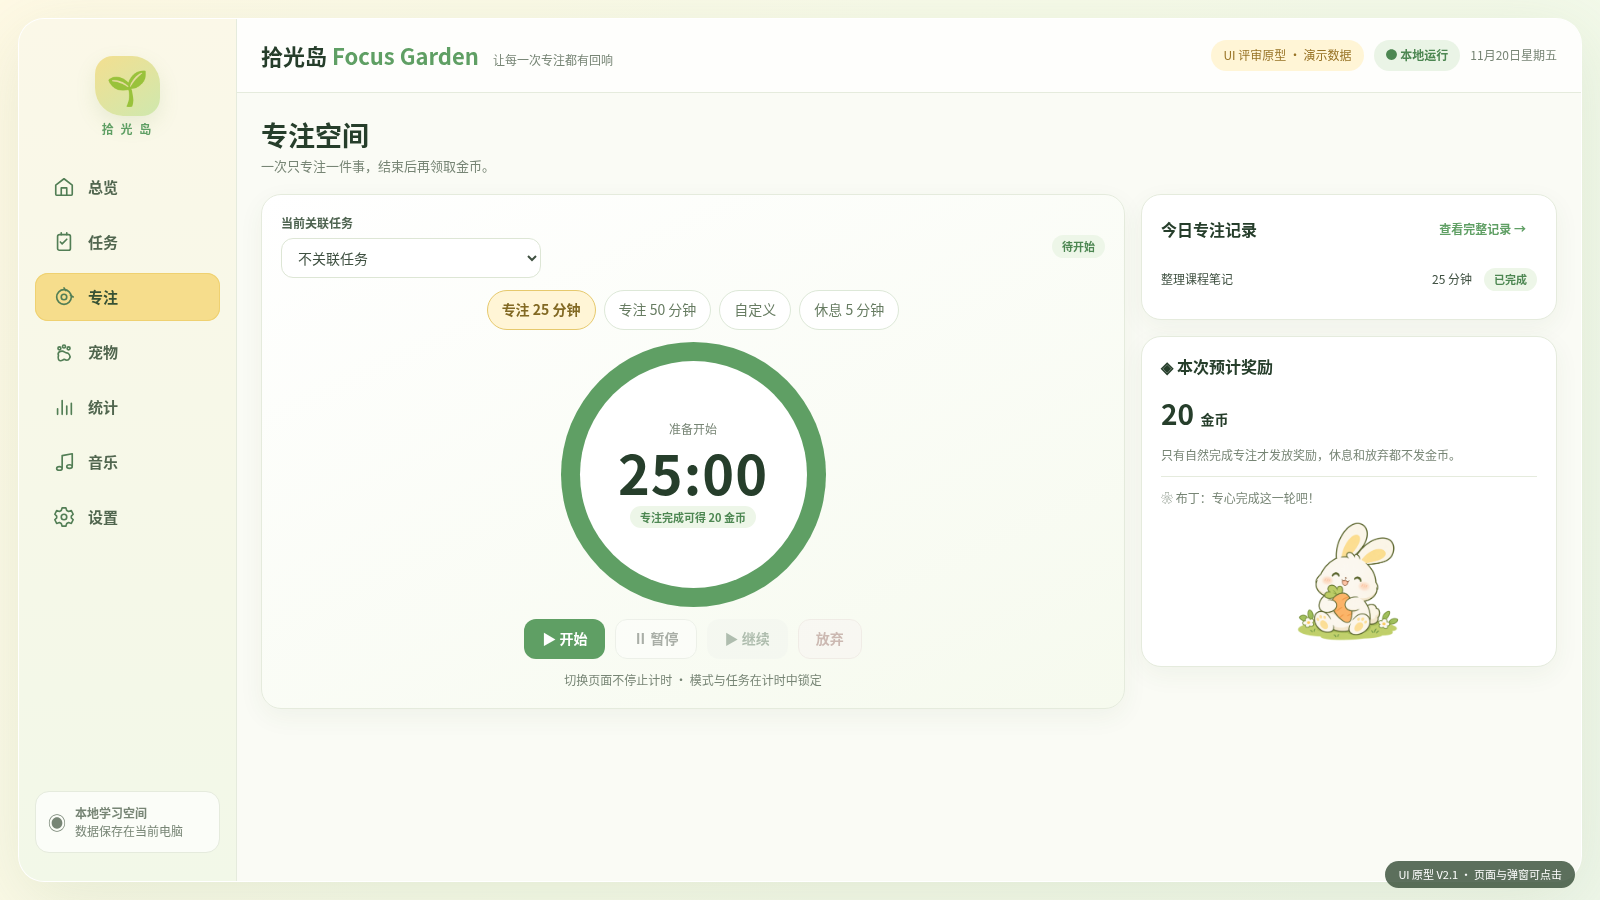 拾光岛
总览
任务
专注
宠物
统计
音乐
设置
本地学习空间
数据保存在当前电脑
拾光岛 Focus Garden 让每一次专注都有回响
UI 评审原型 · 演示数据
本地运行
11月20日星期五
专注空间
一次只专注一件事，结束后再领取金币。
当前关联任务
不关联任务
待开始
专注 25 分钟
专注 50 分钟
自定义
休息 5 分钟
准备开始
25:00
专注完成可得 20 金币
开始
暂停
继续
放弃
切换页面不停止计时 · 模式与任务在计时中锁定
今日专注记录
查看完整记录 →
整理课程笔记 25 分钟 已完成
本次预计奖励
20 金币
只有自然完成专注才发放奖励，休息和放弃都不发金币。
布丁：专心完成这一轮吧！
UI 原型 V2.1 · 页面与弹窗可点击